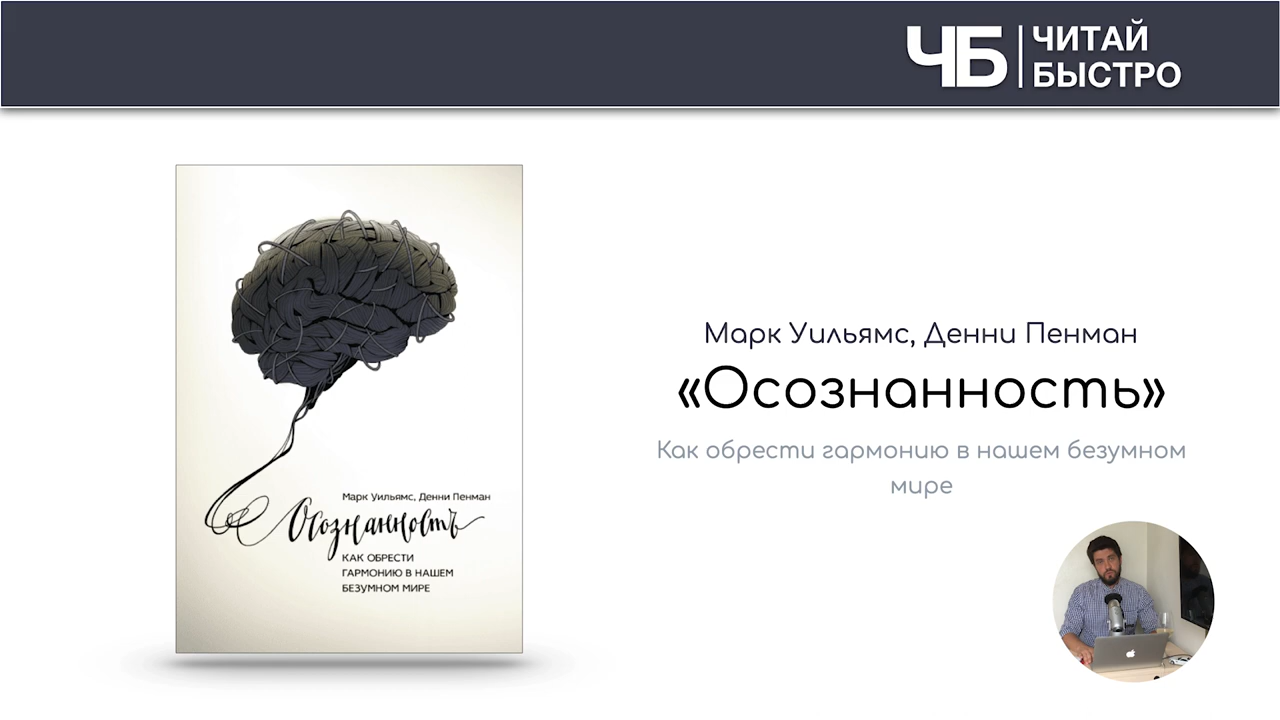 ЧБ
ЧИТАЙ
БЫСТРО
Марк Уильямс, Денни Пенман
Осознанность
КАК ОБРЕСТИ
ГАРМОНИЮ В НАШЕМ
БЕЗУМНОМ МИРЕ
Марк Уильямс, Денни Пенман
«Осознанность»
Как обрести гармонию в нашем безумном
мире